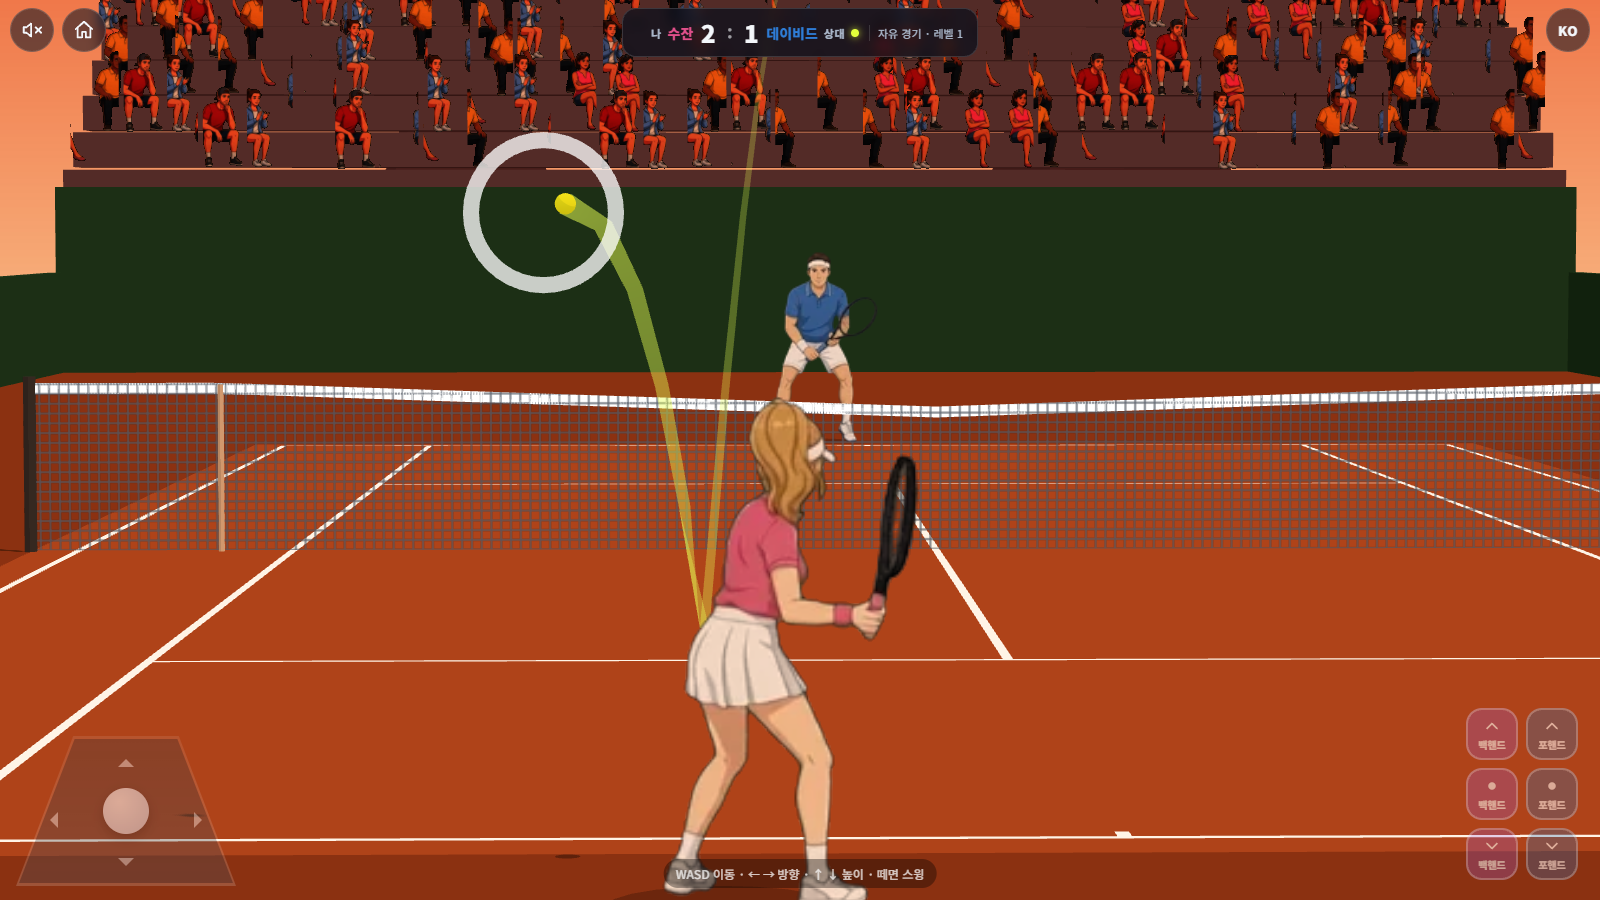 나 수잔 2 : 1 데이비드 상대 자유 경기 · 레벨 1
KO
백핸드 포핸드
백핸드 포핸드
백핸드 포핸드
WASD 이동 · ←→ 방향 · ↑↓ 높이 · 떼면 스윙